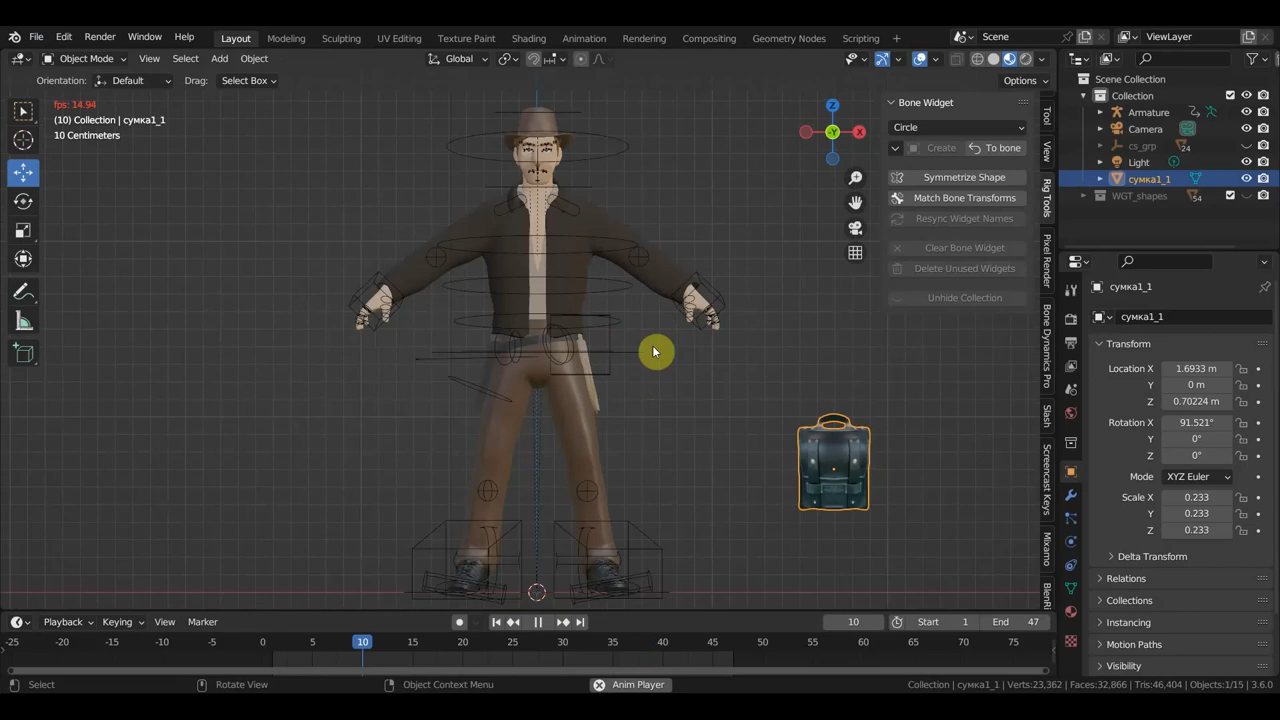 File Edit Render Window Help Layout Modeling Sculpting UV Editing Texture Paint Shading Animation Rendering Compositing Geometry Nodes Scripting + Scene ViewLayer
Object Mode View Select Add Object Global Options
Orientation: Default Drag: Select Box
fps: 14.94
(10) Collection | сумка1_1
10 Centimeters
Z
X
-Y
Bone Widget
Circle
Create To bone
Symmetrize Shape
Match Bone Transforms
Resync Widget Names
Clear Bone Widget
Delete Unused Widgets
Unhide Collection
Tool
View
Rig Tools
Pixel Render
Bone Dynamics Pro
Slash
Screencast Keys
Mixamo
BlenRi
Scene Collection
Collection
Armature
Camera
cs_grp 24
Light
сумка1_1
WGT_shapes 54
сумка1_1
сумка1_1
Transform
Location X 1.6933 m
Y 0 m
Z 0.70224 m
Rotation X 91.521°
Y 0°
Z 0°
Mode XYZ Euler
Scale X 0.233
Y 0.233
Z 0.233
Delta Transform
Relations
Collections
Instancing
Motion Paths
Visibility
Playback Keying View Marker 10 Start 1 End 47
-25 -20 -15 -10 -5 0 5 10 15 20 25 30 35 40 45 50 55 60 65 70 75
Select Rotate View Object Context Menu Anim Player Collection | сумка1_1 | Verts:23,362 | Faces:32,866 | Tris:46,404 | Objects:1/15 | 3.6.0